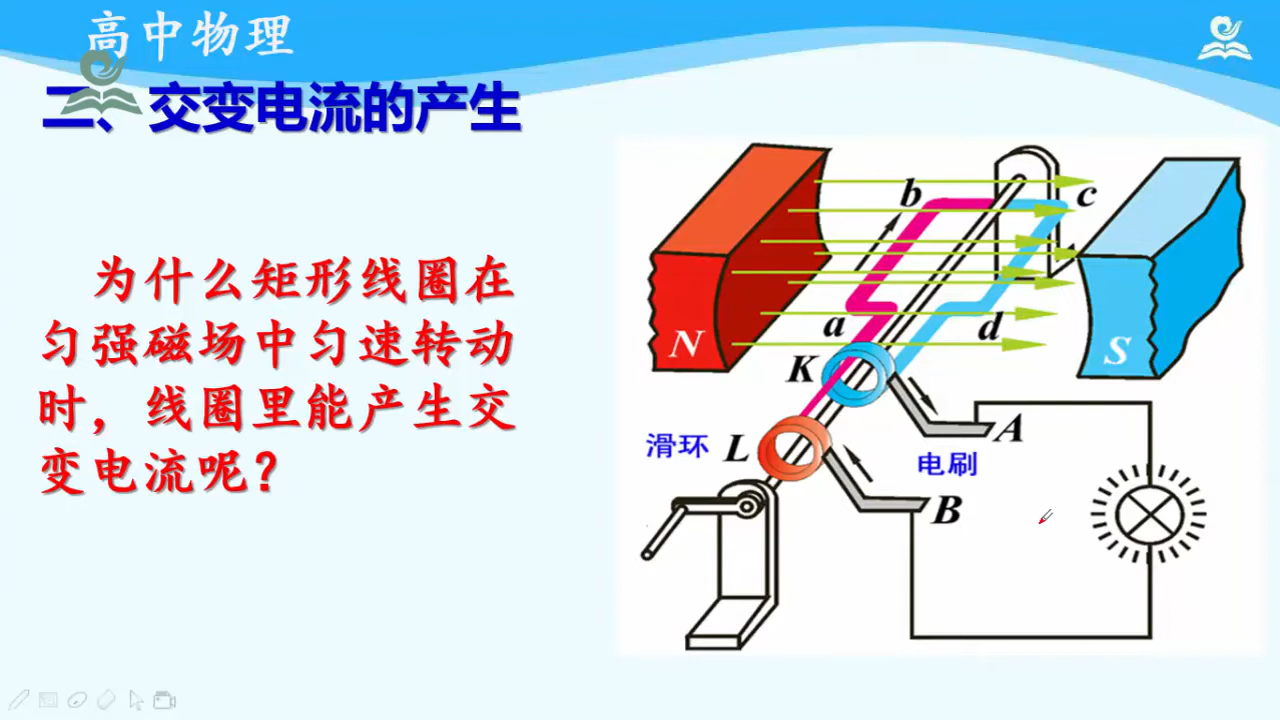 高中物理
二、交变电流的产生
为什么矩形线圈在
匀强磁场中匀速转动
时，线圈里能产生交
变电流呢？
b
c
N
a
d
S
K
A
滑环
L
电刷
B